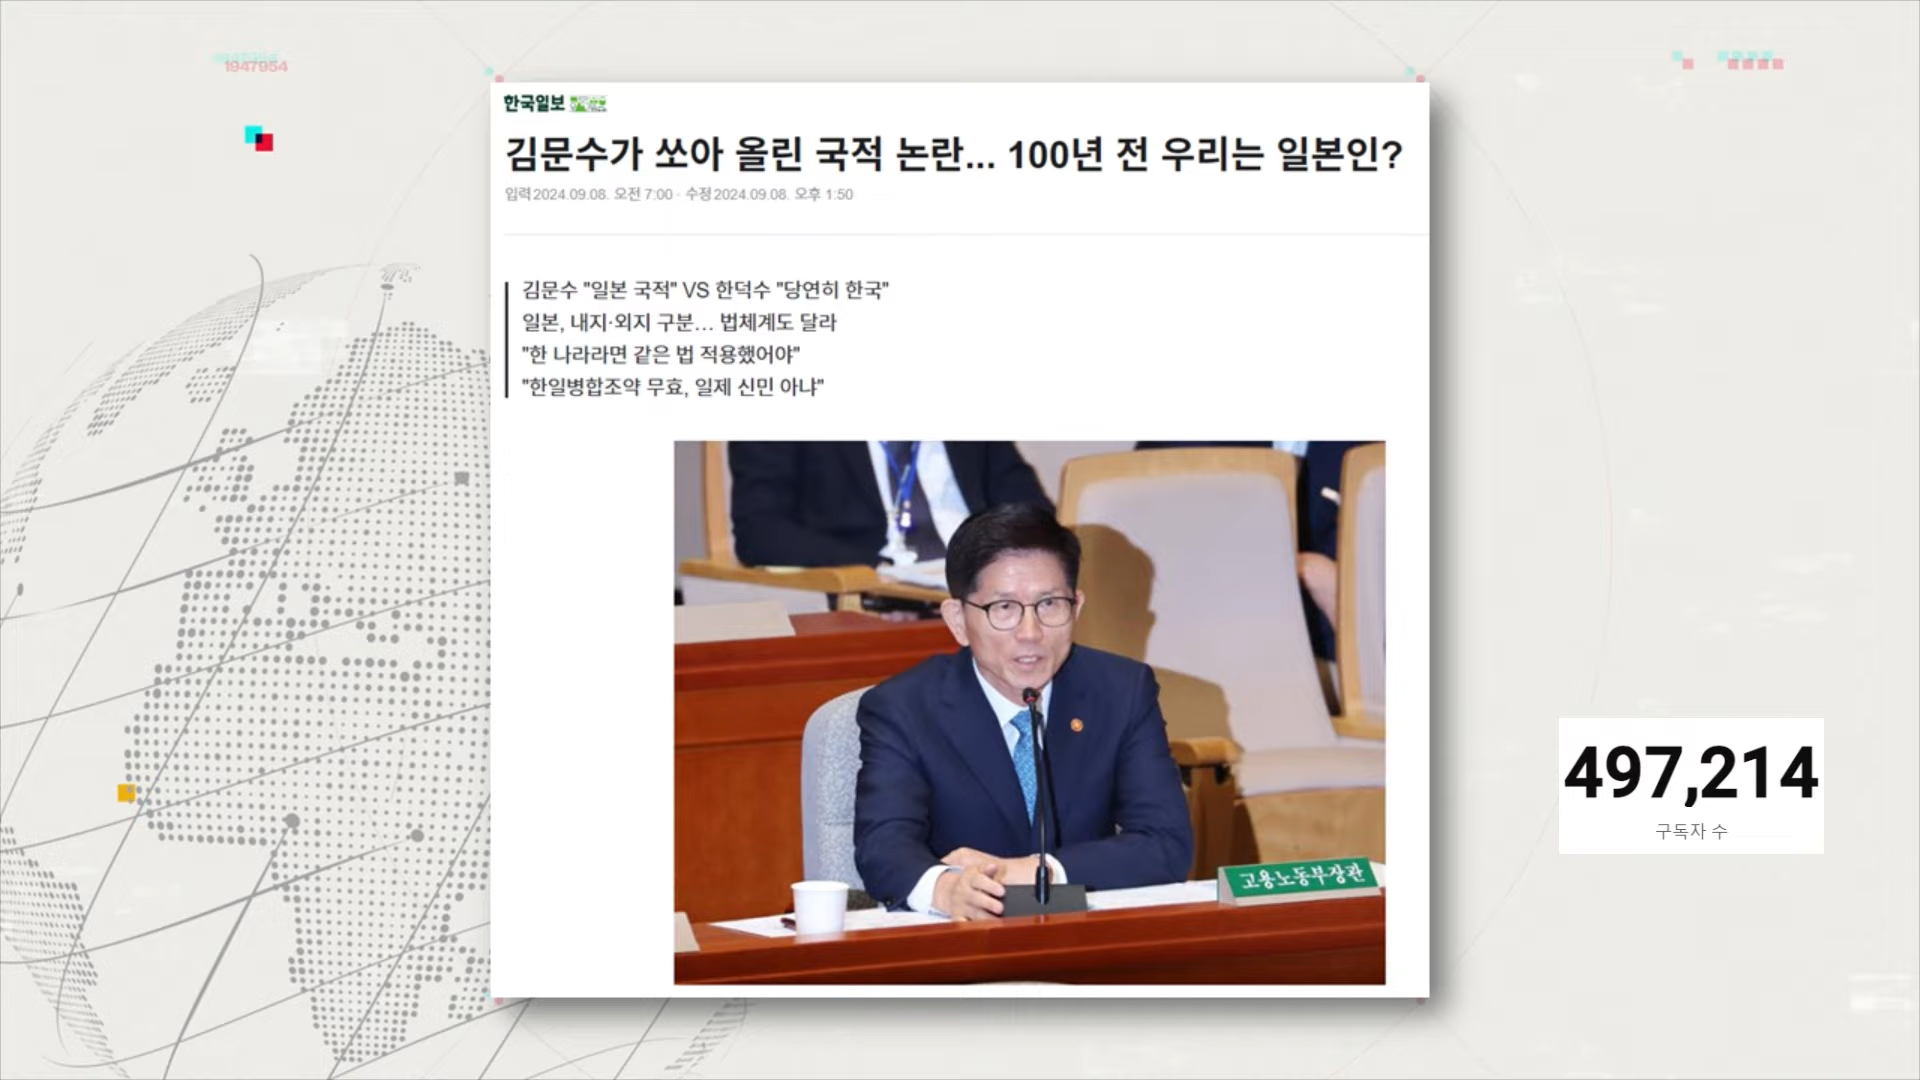 1947954
한국일보
김문수가 쏘아 올린 국적 논란... 100년 전 우리는 일본인?
입력2024.09.08. 오전 7:00 · 수정2024.09.08. 오후 1:50
김문수 "일본 국적" VS 한덕수 "당연히 한국"
일본, 내지·외지 구분… 법체계도 달라
"한 나라라면 같은 법 적용했어야"
"한일병합조약 무효, 일제 신민 아냐"
고용노동부장관
497,214
구독자 수